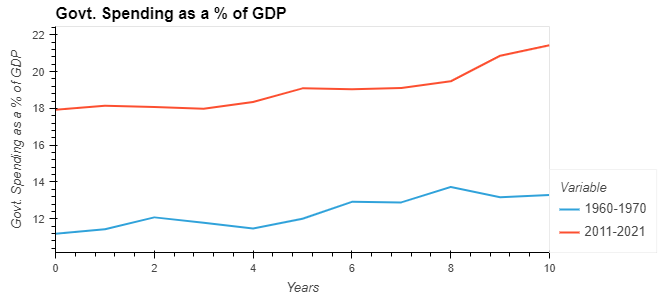 Govt. Spending as a % of GDP
Govt. Spending as a % of GDP
22
20
18
16
14
12
0 2 4 6 8 10
Years
Variable
1960-1970
2011-2021